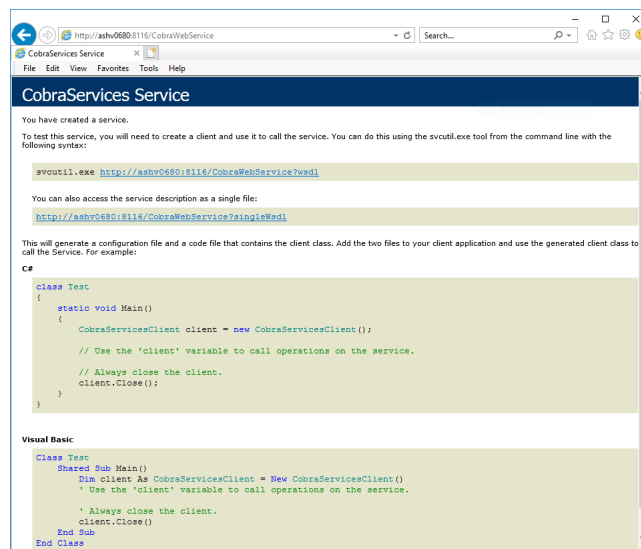 http://ashv0680:8116/CobraWebService
Search...
CobraServices Service
File Edit View Favorites Tools Help
CobraServices Service
You have created a service.
To test this service, you will need to create a client and use it to call the service. You can do this using the svcutil.exe tool from the command line with the
following syntax:
svcutil.exe http://ashv0680:8116/CobraWebService?wsdl
You can also access the service description as a single file:
http://ashv0680:8116/CobraWebService?singleWsdl
This will generate a configuration file and a code file that contains the client class. Add the two files to your client application and use the generated client class to
call the Service. For example:
C#
class Test
{
static void Main()
{
CobraServicesClient client = new CobraServicesClient();
// Use the 'client' variable to call operations on the service.
// Always close the client.
client.Close();
}
}
Visual Basic
Class Test
Shared Sub Main()
Dim client As CobraServicesClient = New CobraServicesClient()
' Use the 'client' variable to call operations on the service.
' Always close the client.
client.Close()
End Sub
End Class